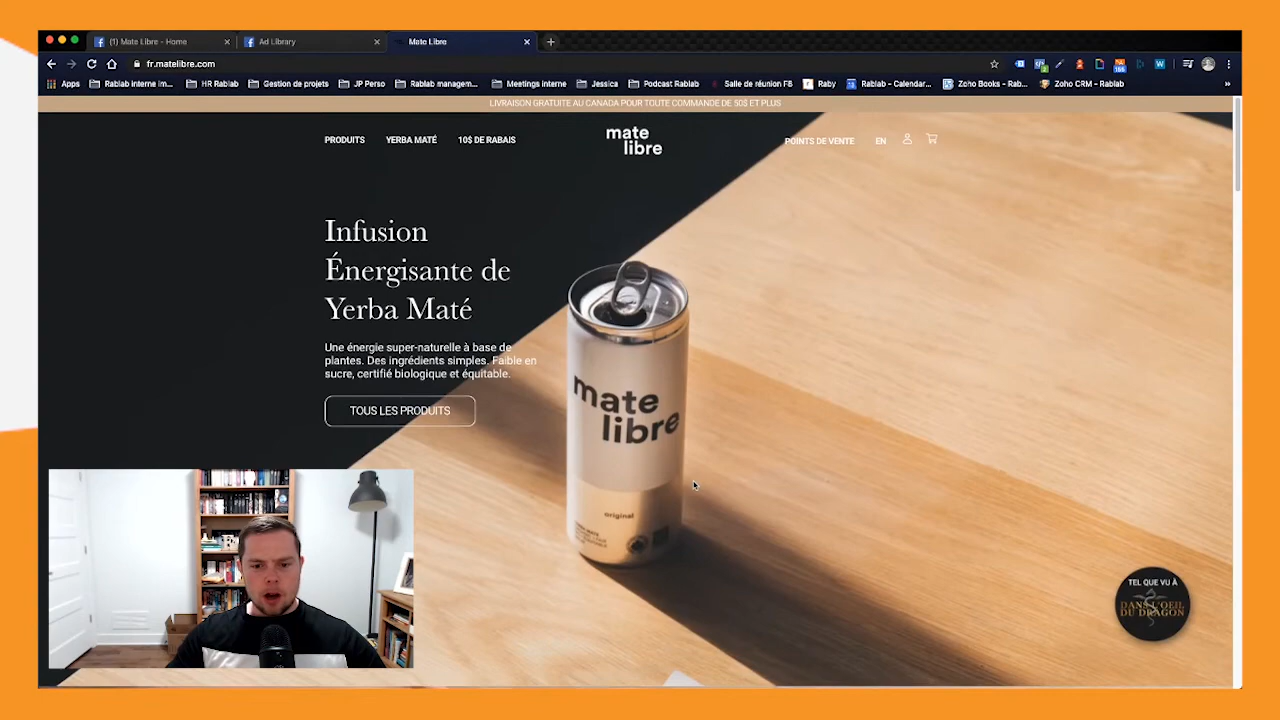 (1) Mate Libre - Home
Ad Library
Mate Libre
fr.matelibre.com
Apps
Rablab interne im...
HR Rablab
Gestion de projets
JP Perso
Rablab managem...
Meetings interne
Jessica
Podcast Rablab
Salle de réunion FB
Raby
Rablab - Calendar...
Zoho Books - Rab...
Zoho CRM - Rablab
LIVRAISON GRATUITE AU CANADA POUR TOUTE COMMANDE DE 50$ ET PLUS
PRODUITS
YERBA MATÉ
10$ DE RABAIS
mate
libre
POINTS DE VENTE
EN
Infusion
Énergisante de
Yerba Maté
Une énergie super-naturelle à base de
plantes. Des ingrédients simples. Faible en
sucre, certifié biologique et équitable.
TOUS LES PRODUITS
mate
libre
original
TEL QUE VU À
DANS L'OEIL
DU DRAGON